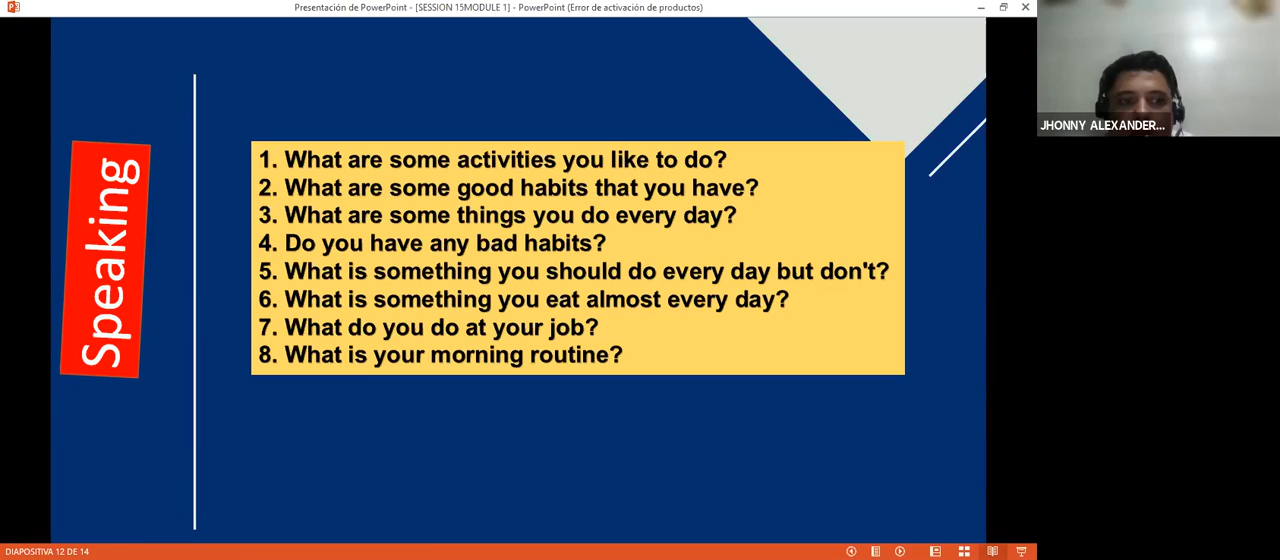 Presentación de PowerPoint - [SESSION 15MODULE 1] - PowerPoint (Error de activación de productos)
Speaking
1. What are some activities you like to do?
2. What are some good habits that you have?
3. What are some things you do every day?
4. Do you have any bad habits?
5. What is something you should do every day but don't?
6. What is something you eat almost every day?
7. What do you do at your job?
8. What is your morning routine?
JHONNY ALEXANDER...
DIAPOSITIVA 12 DE 14